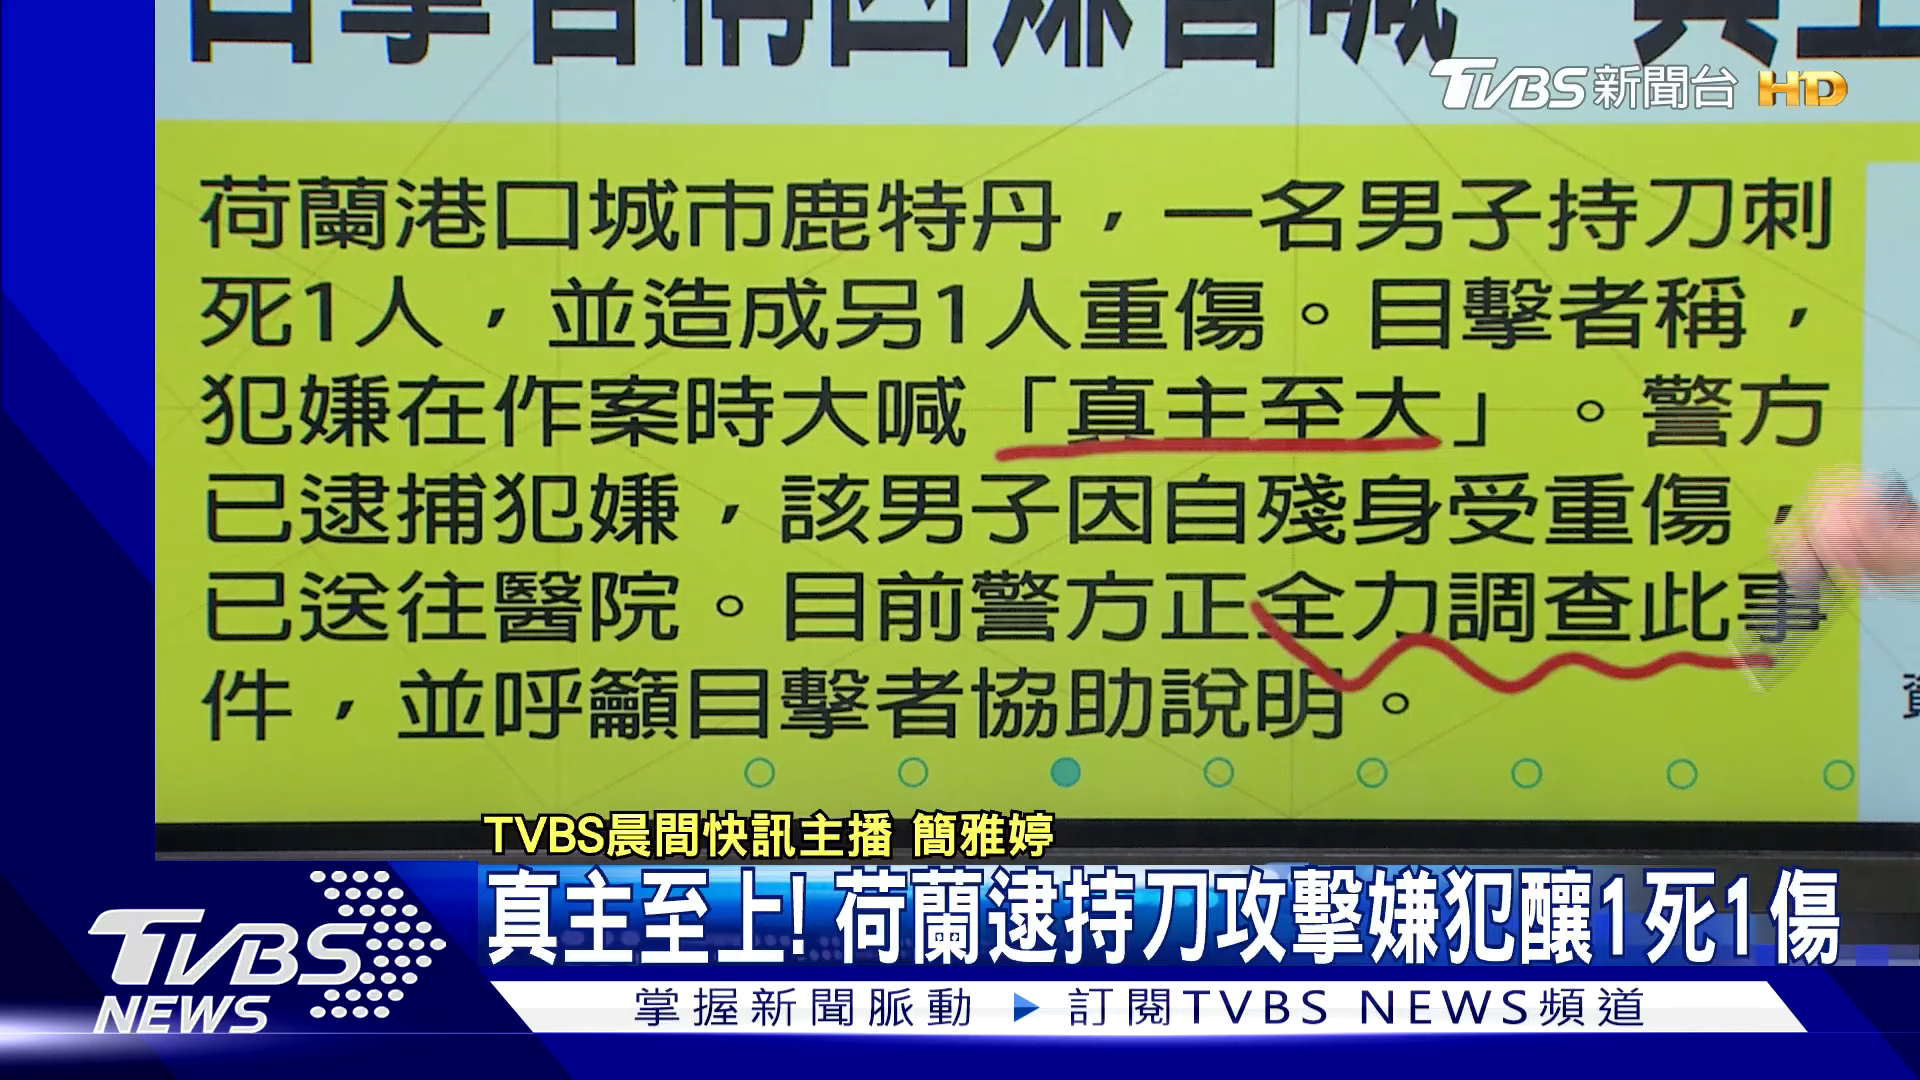 TVBS新聞台 HD
荷蘭港口城市鹿特丹，一名男子持刀刺
死1人，並造成另1人重傷。目擊者稱，
犯嫌在作案時大喊「真主至大」。警方
已逮捕犯嫌，該男子因自殘身受重傷，
已送往醫院。目前警方正全力調查此事
件，並呼籲目擊者協助說明。
TVBS晨間快訊主播 簡雅婷
真主至上! 荷蘭逮持刀攻擊嫌犯釀1死1傷
TVBS
NEWS
掌握新聞脈動 ▶ 訂閱TVBS NEWS頻道